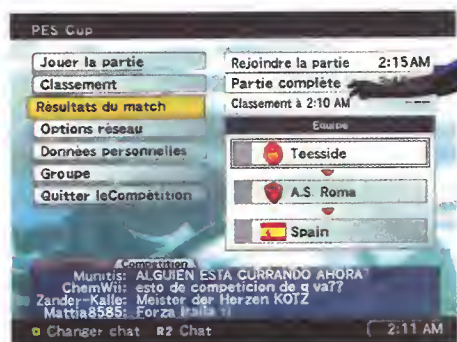 PES Cup
Jouer la partie
Classement
Résultats du match
Options réseau
Données personnelles
Groupe
Quitter leCompétition
Rejoindre la partie 2:15 AM
Partie complète
Classement à 2:10 AM ---
Equipe
Teesside
A.S. Roma
Spain
Compétition
Munitis: ALGUIEN ESTA CURRANDO AHORA?
ChemWii: esto de competicion de q va??
Zander-Kalle: Meister der Herzen KOTZ
Mattia8585: Forza
Changer chat R2 Chat
2:11 AM